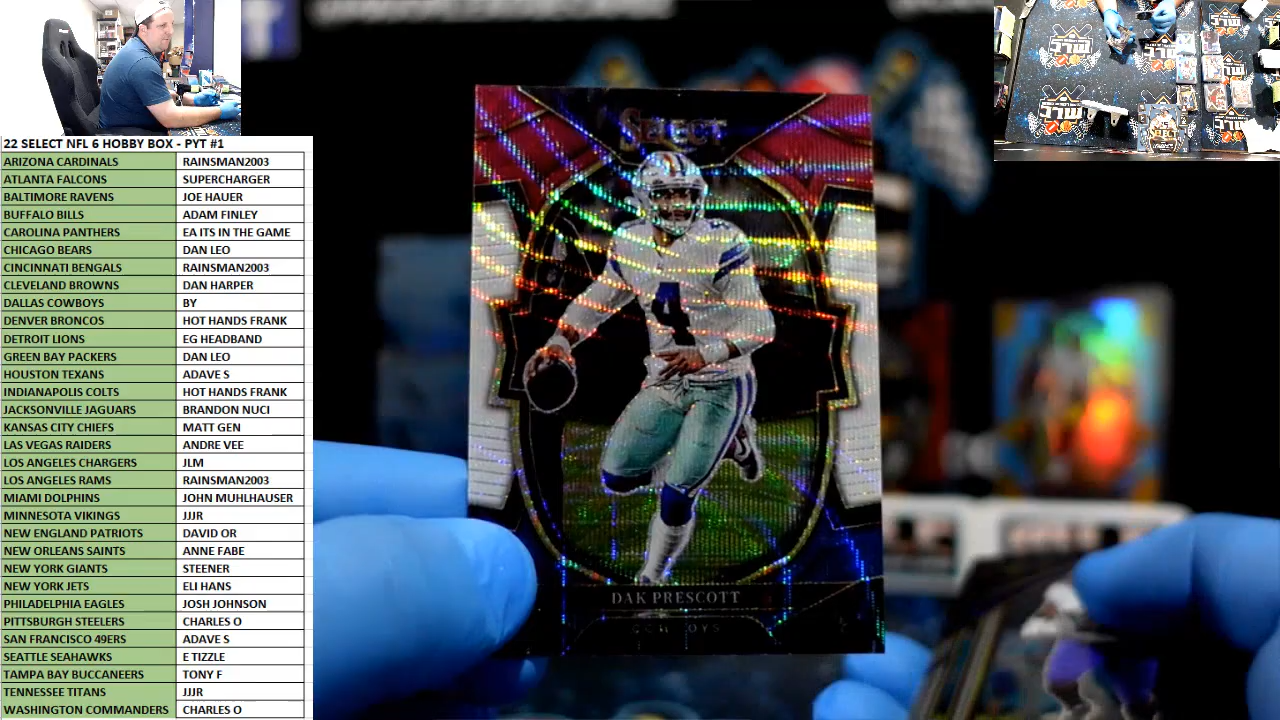 22 SELECT NFL 6 HOBBY BOX - PYT #1
ARIZONA CARDINALS RAINSMAN2003
ATLANTA FALCONS SUPERCHARGER
BALTIMORE RAVENS JOE HAUER
BUFFALO BILLS ADAM FINLEY
CAROLINA PANTHERS EA ITS IN THE GAME
CHICAGO BEARS DAN LEO
CINCINNATI BENGALS RAINSMAN2003
CLEVELAND BROWNS DAN HARPER
DALLAS COWBOYS BY
DENVER BRONCOS HOT HANDS FRANK
DETROIT LIONS EG HEADBAND
GREEN BAY PACKERS DAN LEO
HOUSTON TEXANS ADAVE S
INDIANAPOLIS COLTS HOT HANDS FRANK
JACKSONVILLE JAGUARS BRANDON NUCI
KANSAS CITY CHIEFS MATT GEN
LAS VEGAS RAIDERS ANDRE VEE
LOS ANGELES CHARGERS JLM
LOS ANGELES RAMS RAINSMAN2003
MIAMI DOLPHINS JOHN MUHLHAUSER
MINNESOTA VIKINGS JJJR
NEW ENGLAND PATRIOTS DAVID OR
NEW ORLEANS SAINTS ANNE FABE
NEW YORK GIANTS STEENER
NEW YORK JETS ELI HANS
PHILADELPHIA EAGLES JOSH JOHNSON
PITTSBURGH STEELERS CHARLES O
SAN FRANCISCO 49ERS ADAVE S
SEATTLE SEAHAWKS E TIZZLE
TAMPA BAY BUCCANEERS TONY F
TENNESSEE TITANS JJJR
WASHINGTON COMMANDERS CHARLES O
SELECT
4
DAK PRESCOTT
COWBOYS